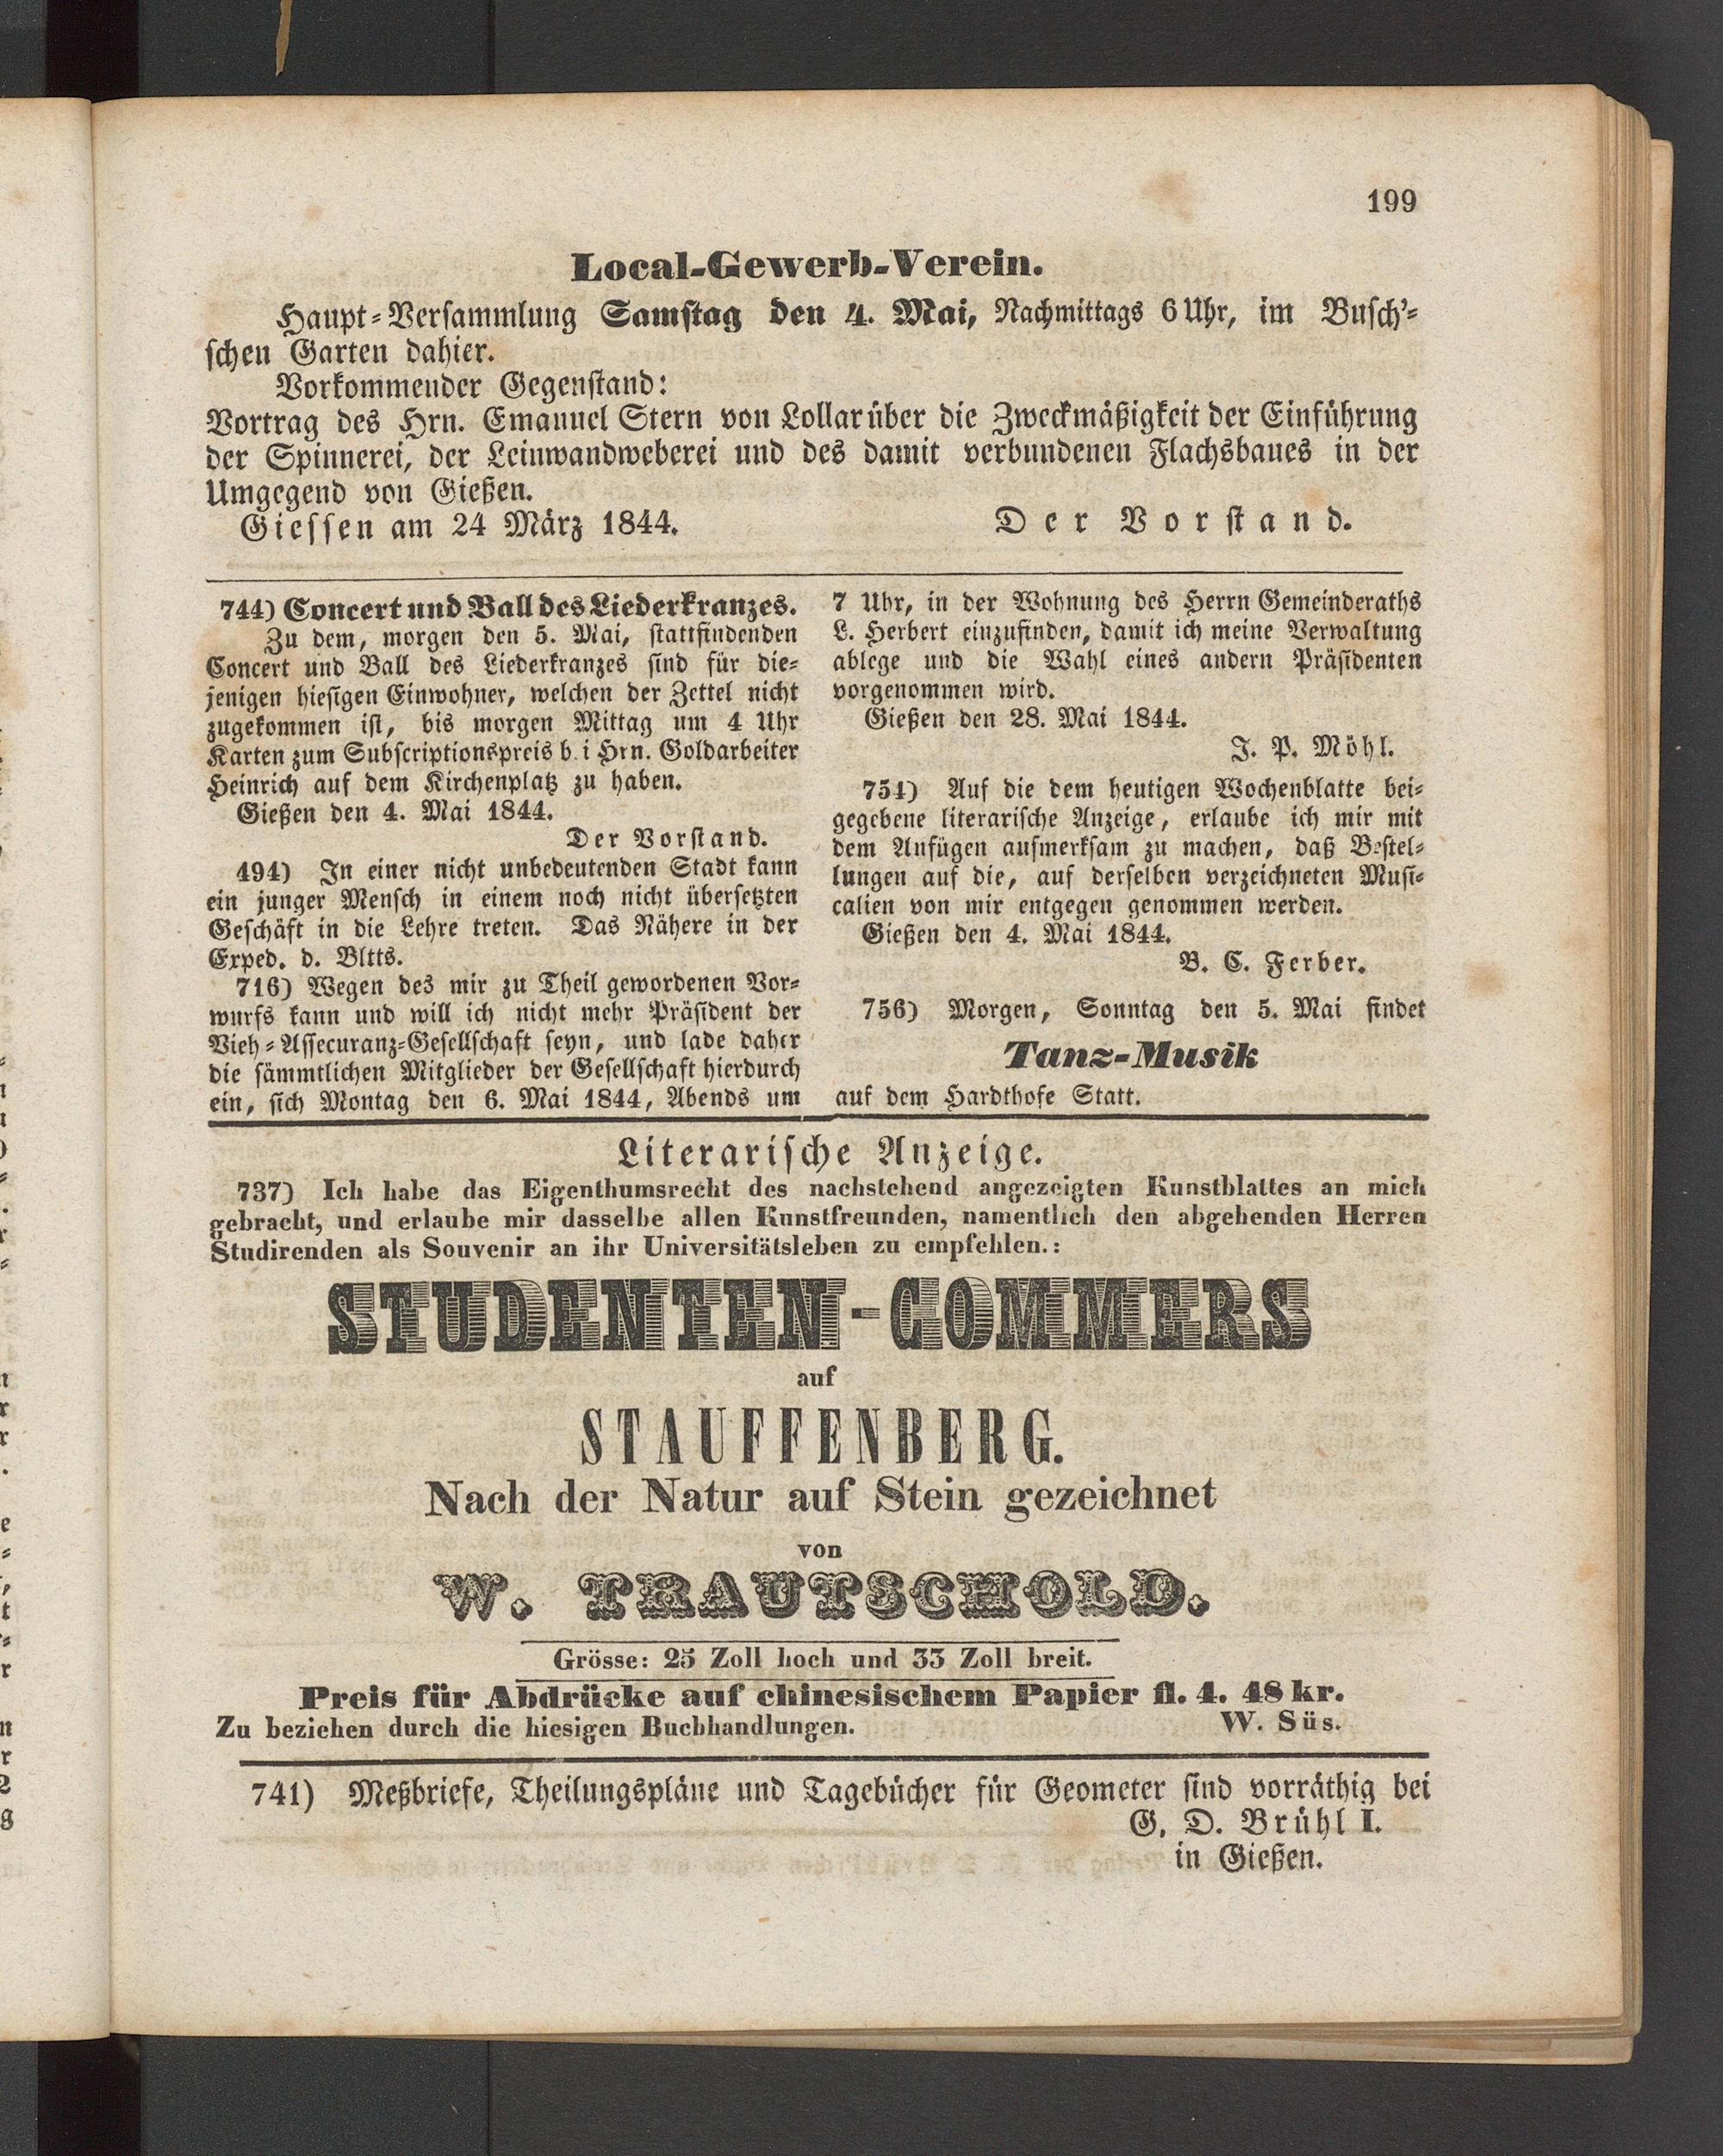 199
Local-Gewerb-Verein.
Haupt-Versammlung Samstag den 4. Mai, Nachmittags 6 Uhr, im Busch'-
schen Garten dahier.
Vorkommender Gegenstand:
Vortrag des Hrn. Emanuel Stern von Lollar über die Zweckmäßigkeit der Einführung
der Spinnerei, der Leinwandweberei und des damit verbundenen Flachsbaues in der
Umgegend von Gießen.
Giessen am 24 März 1844. Der Vorstand.
744) Concert und Ball des Liederkranzes.
Zu dem, morgen den 5. Mai, stattfindenden
Concert und Ball des Liederkranzes sind für die-
jenigen hiesigen Einwohner, welchen der Zettel nicht
zugekommen ist, bis morgen Mittag um 4 Uhr
Karten zum Subscriptionspreis b. i Hrn. Goldarbeiter
Heinrich auf dem Kirchenplatz zu haben.
Gießen den 4. Mai 1844.
Der Vorstand.
494) In einer nicht unbedeutenden Stadt kann
ein junger Mensch in einem noch nicht übersetzten
Geschäft in die Lehre treten. Das Nähere in der
Exped. d. Bltts.
716) Wegen des mir zu Theil gewordenen Vor-
wurfs kann und will ich nicht mehr Präsident der
Vieh-Assecuranz-Gesellschaft seyn, und lade daher
die sämmtlichen Mitglieder der Gesellschaft hierdurch
ein, sich Montag den 6. Mai 1844, Abends um
7 Uhr, in der Wohnung des Herrn Gemeinderaths
L. Herbert einzufinden, damit ich meine Verwaltung
ablege und die Wahl eines andern Präsidenten
vorgenommen wird.
Gießen den 28. Mai 1844.
J. P. Möhl.
754) Auf die dem heutigen Wochenblatte bei-
gegebene literarische Anzeige, erlaube ich mir mit
dem Anfügen aufmerksam zu machen, daß Bestel-
lungen auf die, auf derselben verzeichneten Musi-
calien von mir entgegen genommen werden.
Gießen den 4. Mai 1844.
B. C. Ferber.
756) Morgen, Sonntag den 5. Mai findet
Tanz-Musik
auf dem Hardthofe Statt.
Literarische Anzeige.
737) Ich habe das Eigenthumsrecht des nachstehend angezeigten Kunstblattes an mich
gebracht, und erlaube mir dasselbe allen Kunstfreunden, namentlich den abgehenden Herren
Studirenden als Souvenir an ihr Universitätsleben zu empfehlen.:
STUDENTEN-COMMERS
auf
STAUFFENBERG.
Nach der Natur auf Stein gezeichnet
von
W. TRAUTSCHOLD.
Grösse: 25 Zoll hoch und 33 Zoll breit.
Preis für Abdrücke auf chinesischem Papier fl. 4. 48 kr.
Zu beziehen durch die hiesigen Buchhandlungen. W. Süs.
741) Meßbriefe, Theilungspläne und Tagebücher für Geometer sind vorräthig bei
G. D. Brühl I.
in Gießen.